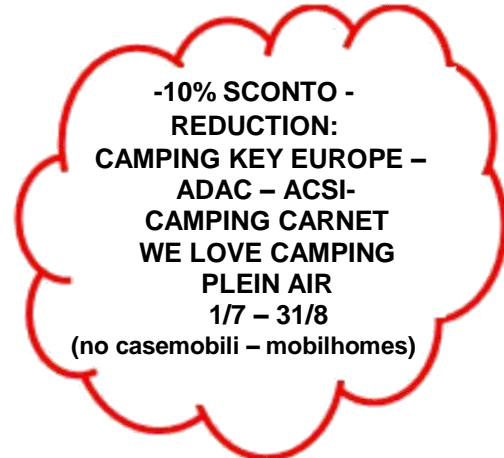 -10% SCONTO -
REDUCTION:
CAMPING KEY EUROPE –
ADAC – ACSI-
CAMPING CARNET
WE LOVE CAMPING
PLEIN AIR
1/7 – 31/8
(no casemobili – mobilhomes)